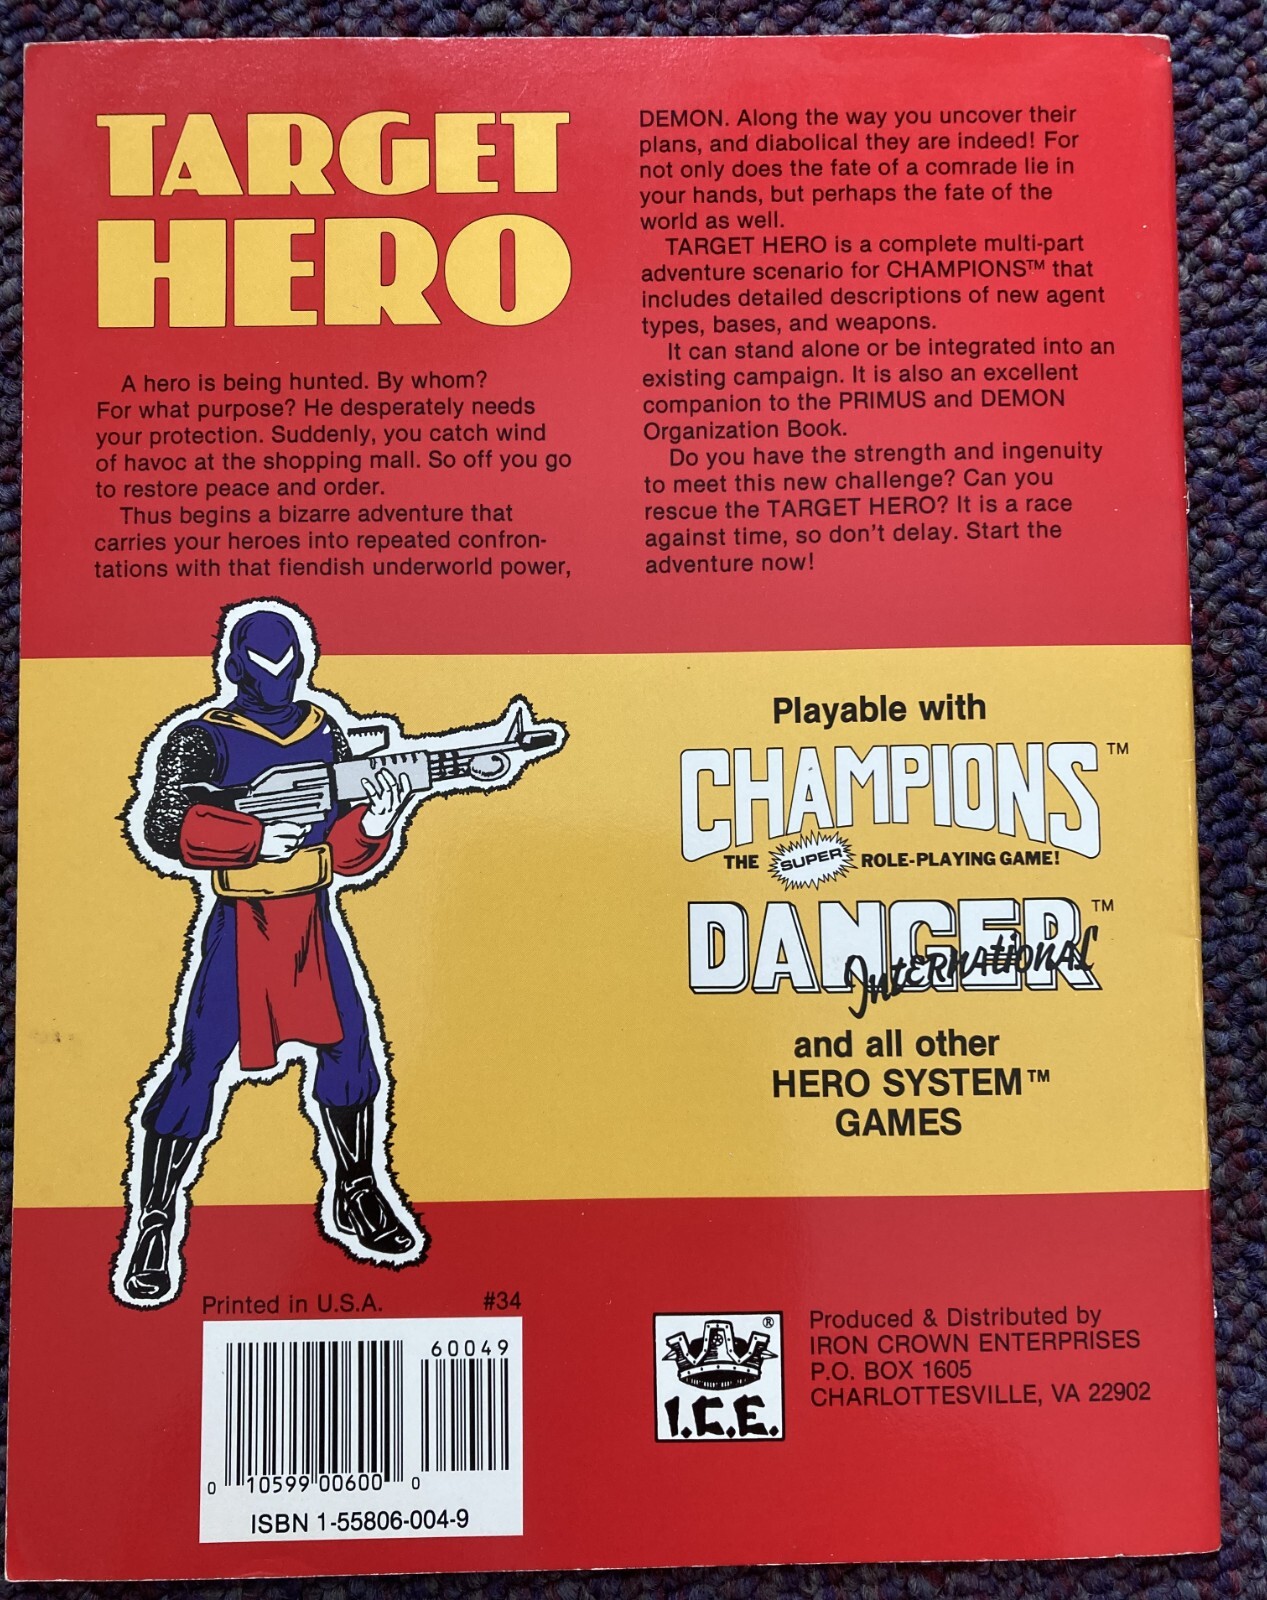 TARGET
HERO
A hero is being hunted. By whom?
For what purpose? He desperately needs
your protection. Suddenly, you catch wind
of havoc at the shopping mall. So off you go
to restore peace and order.
Thus begins a bizarre adventure that
carries your heroes into repeated confron-
tations with that fiendish underworld power,
DEMON. Along the way you uncover their
plans, and diabolical they are indeed! For
not only does the fate of a comrade lie in
your hands, but perhaps the fate of the
world as well.
TARGET HERO is a complete multi-part
adventure scenario for CHAMPIONS™ that
includes detailed descriptions of new agent
types, bases, and weapons.
It can stand alone or be integrated into an
existing campaign. It is also an excellent
companion to the PRIMUS and DEMON
Organization Book.
Do you have the strength and ingenuity
to meet this new challenge? Can you
rescue the TARGET HERO? It is a race
against time, so don't delay. Start the
adventure now!
Playable with
CHAMPIONS™
THE SUPER ROLE-PLAYING GAME!
DANGER™
International
and all other
HERO SYSTEM™
GAMES
Printed in U.S.A. #34
60049
0 10599 00600 0
ISBN 1-55806-004-9
®
I.C.E.
Produced & Distributed by
IRON CROWN ENTERPRISES
P.O. BOX 1605
CHARLOTTESVILLE, VA 22902